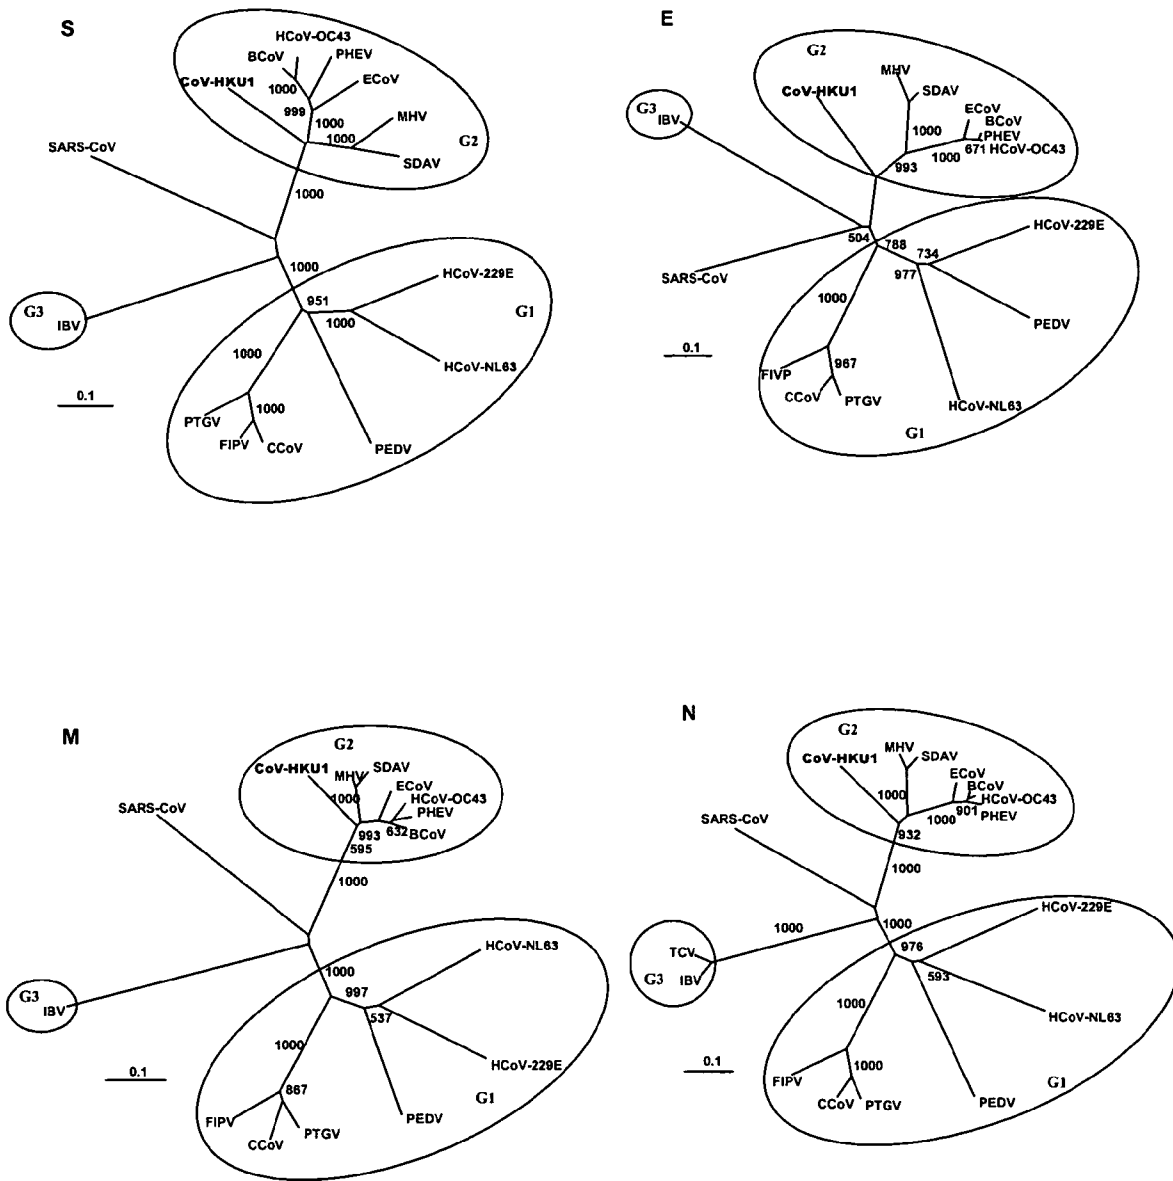 S
HCoV-OC43
BCoV
PHEV
CoV-HKU1
1000
ECoV
999
1000
MHV
1000
G2
SDAV
SARS-CoV
1000
1000
HCoV-229E
G3
IBV
951
G1
1000
1000
HCoV-NL63
0.1
PTGV
1000
FIPV
CCoV
PEDV
E
G2
MHV
CoV-HKU1
SDAV
G3
IBV
ECoV
BCoV
1000
PHEV
671
HCoV-OC43
1000
993
504
788
734
HCoV-229E
SARS-CoV
977
1000
PEDV
0.1
967
FIVP
CCoV
PTGV
HCoV-NL63
G1
M
G2
CoV-HKU1
MHV
SDAV
1000
ECoV
HCoV-OC43
SARS-CoV
PHEV
993
632
BCoV
595
1000
HCoV-NL63
1000
G3
IBV
997
537
1000
HCoV-229E
0.1
867
G1
FIPV
PEDV
CCoV
PTGV
N
G2
MHV
SDAV
CoV-HKU1
ECoV
BCoV
1000
HCoV-OC43
901
PHEV
1000
SARS-CoV
932
1000
HCoV-229E
1000
1000
976
TCV
G3
IBV
593
1000
HCoV-NL63
0.1
1000
FIPV
G1
CCoV
PTGV
PEDV